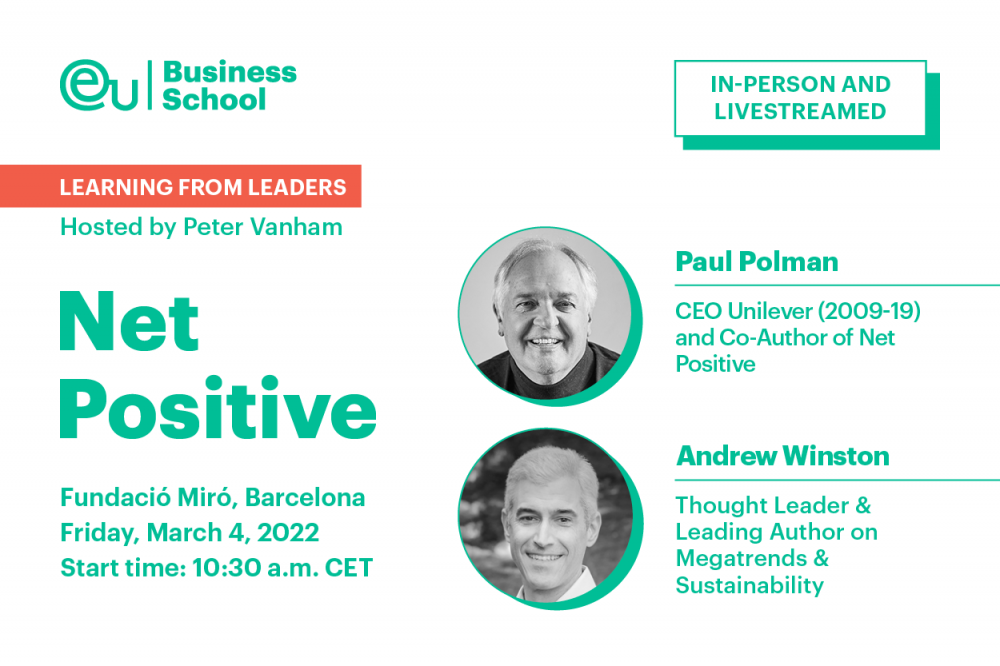 eu Business
School
IN-PERSON AND
LIVESTREAMED
LEARNING FROM LEADERS
Hosted by Peter Vanham
Net
Positive
Fundació Miró, Barcelona
Friday, March 4, 2022
Start time: 10:30 a.m. CET
Paul Polman
CEO Unilever (2009-19)
and Co-Author of Net
Positive
Andrew Winston
Thought Leader &
Leading Author on
Megatrends &
Sustainability